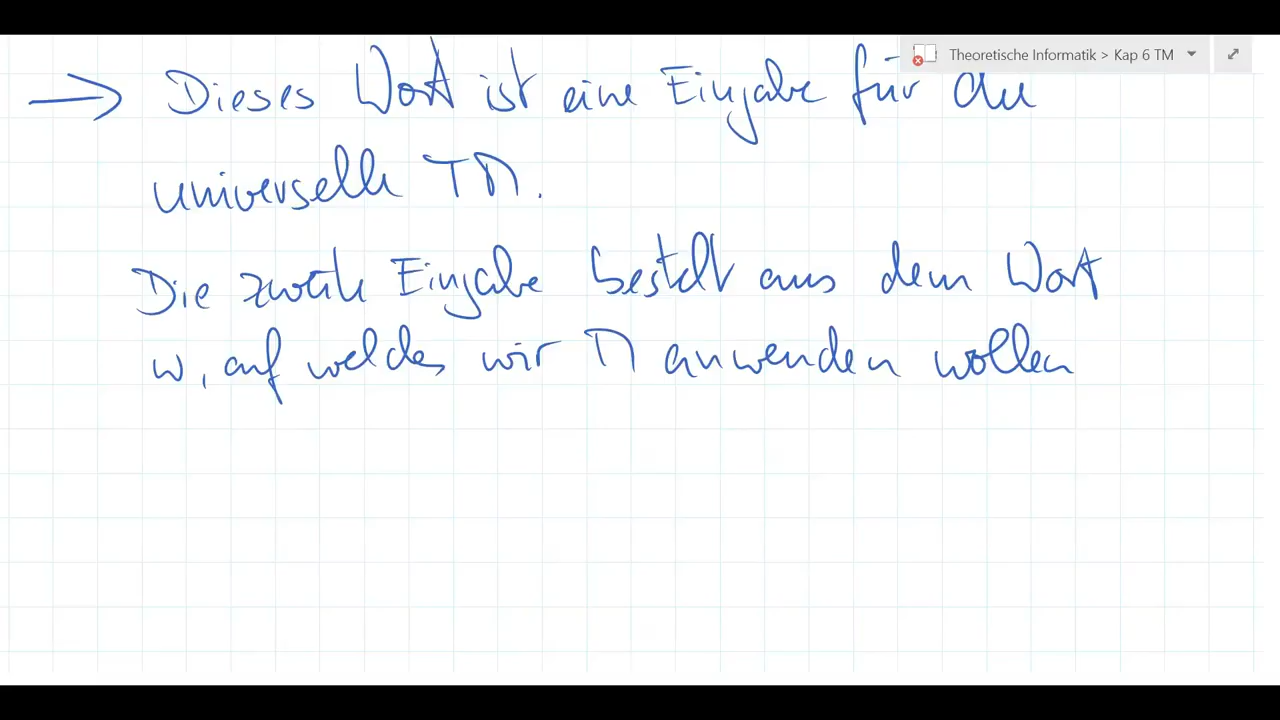 Theoretische Informatik > Kap 6 TM
→ Dieses Wort ist eine Eingabe für die
universelle TM.
Die zweite Eingabe besteht aus dem Wort
w, auf welches wir M anwenden wollen